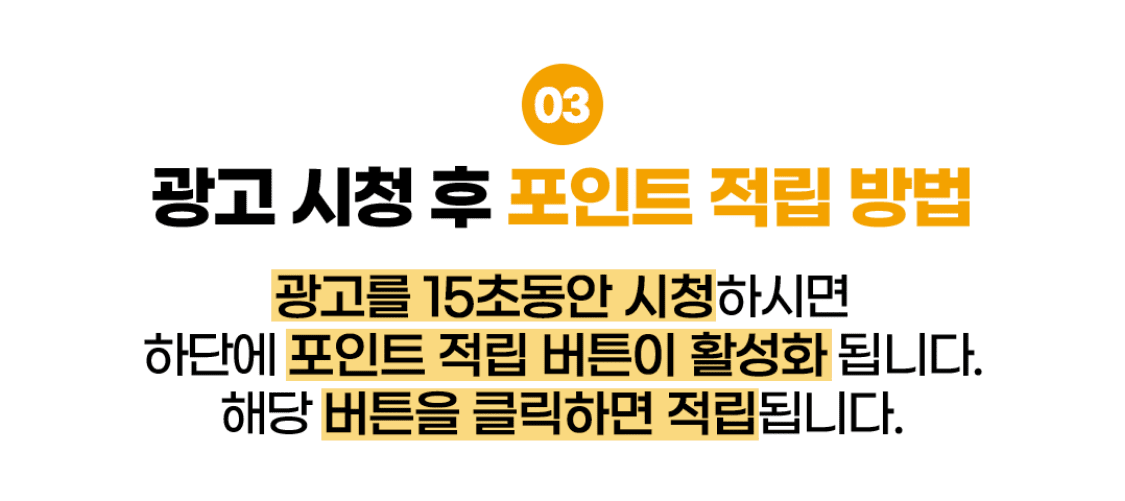 03
광고 시청 후 포인트 적립 방법
광고를 15초동안 시청하시면
하단에 포인트 적립 버튼이 활성화 됩니다.
해당 버튼을 클릭하면 적립됩니다.